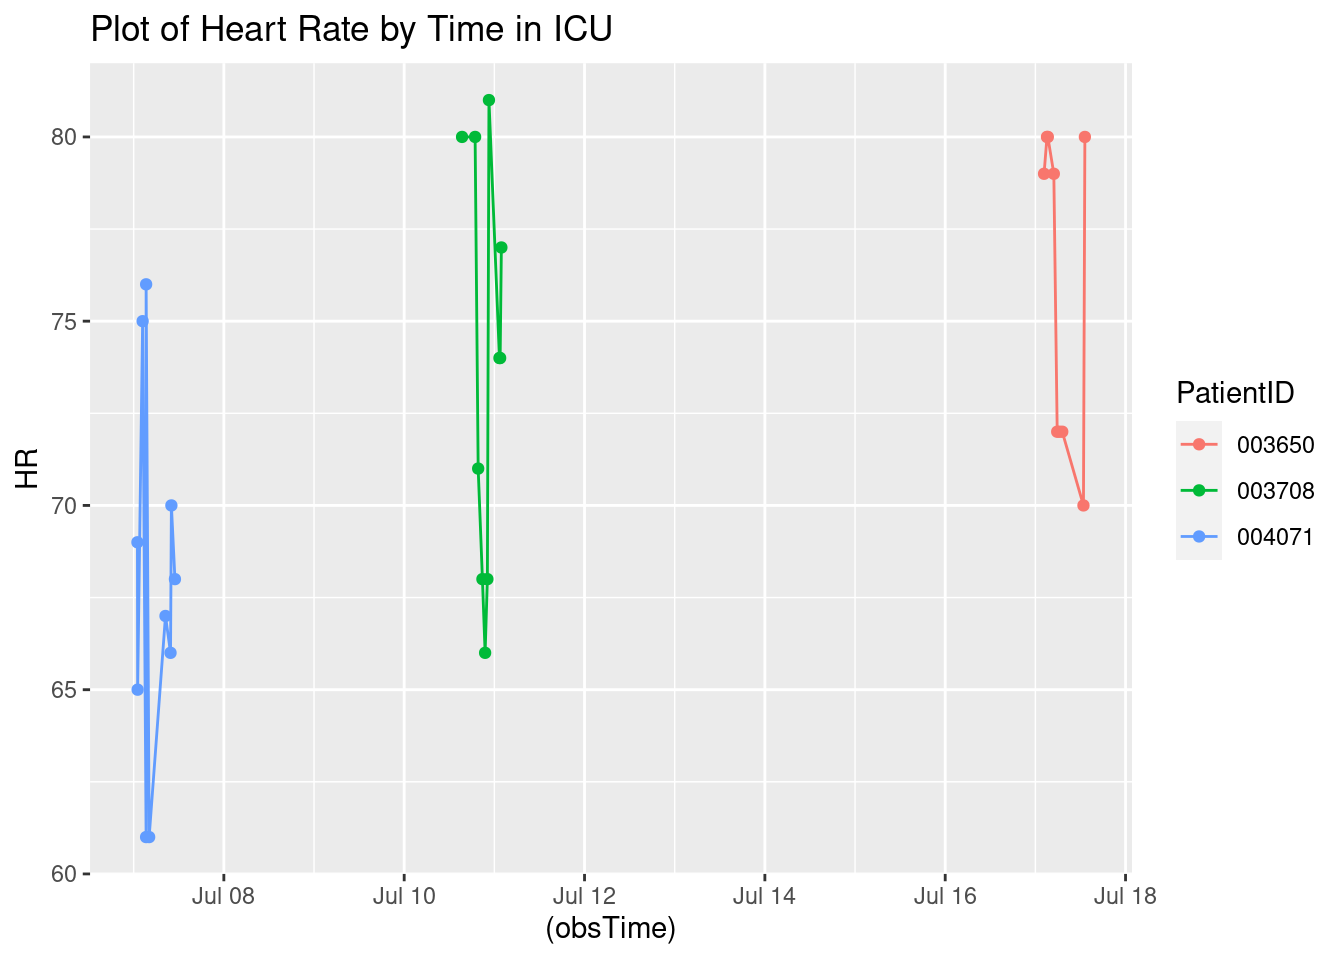 Plot of Heart Rate by Time in ICU
HR
80
75
70
65
60
Jul 08
Jul 10
Jul 12
Jul 14
Jul 16
Jul 18
(obsTime)
PatientID
003650
003708
004071